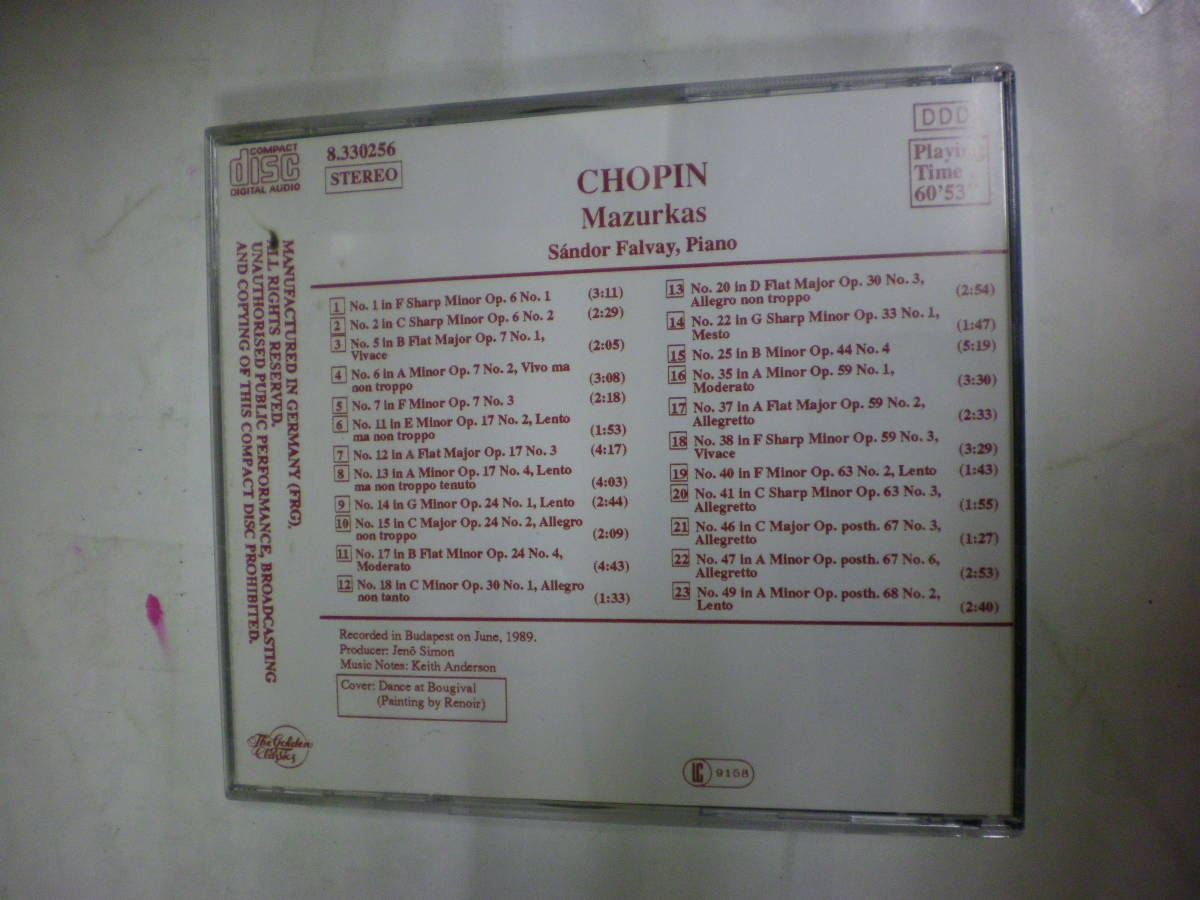 COMPACT
disc
DIGITAL AUDIO
8.330256
STEREO
CHOPIN
Mazurkas
Sándor Falvay, Piano
DDD
Playing
Time
60'53"
MANUFACTURED IN GERMANY (FRG),
ALL RIGHTS RESERVED.
UNAUTHORISED PUBLIC PERFORMANCE, BROADCASTING
AND COPYING OF THIS COMPACT DISC PROHIBITED.
1 No. 1 in F Sharp Minor Op. 6 No. 1 (3:11)
2 No. 2 in C Sharp Minor Op. 6 No. 2 (2:29)
3 No. 5 in B Flat Major Op. 7 No. 1,
Vivace (2:05)
4 No. 6 in A Minor Op. 7 No. 2, Vivo ma
non troppo (3:08)
5 No. 7 in F Minor Op. 7 No. 3 (2:18)
6 No. 11 in E Minor Op. 17 No. 2, Lento
ma non troppo (1:53)
7 No. 12 in A Flat Major Op. 17 No. 3 (4:17)
8 No. 13 in A Minor Op. 17 No. 4, Lento
ma non troppo tenuto (4:03)
9 No. 14 in G Minor Op. 24 No. 1, Lento (2:44)
10 No. 15 in C Major Op. 24 No. 2, Allegro
non troppo (2:09)
11 No. 17 in B Flat Minor Op. 24 No. 4,
Moderato (4:43)
12 No. 18 in C Minor Op. 30 No. 1, Allegro
non tanto (1:33)
13 No. 20 in D Flat Major Op. 30 No. 3,
Allegro non troppo (2:54)
14 No. 22 in G Sharp Minor Op. 33 No. 1,
Mesto (1:47)
15 No. 25 in B Minor Op. 44 No. 4 (5:19)
16 No. 35 in A Minor Op. 59 No. 1,
Moderato (3:30)
17 No. 37 in A Flat Major Op. 59 No. 2,
Allegretto (2:33)
18 No. 38 in F Sharp Minor Op. 59 No. 3,
Vivace (3:29)
19 No. 40 in F Minor Op. 63 No. 2, Lento (1:43)
20 No. 41 in C Sharp Minor Op. 63 No. 3,
Allegretto (1:55)
21 No. 46 in C Major Op. posth. 67 No. 3,
Allegretto (1:27)
22 No. 47 in A Minor Op. posth. 67 No. 6,
Allegretto (2:53)
23 No. 49 in A Minor Op. posth. 68 No. 2,
Lento (2:40)
Recorded in Budapest on June, 1989.
Producer: Jenö Simon
Music Notes: Keith Anderson
Cover: Dance at Bougival
(Painting by Renoir)
The Golden
Classics
LC 9158